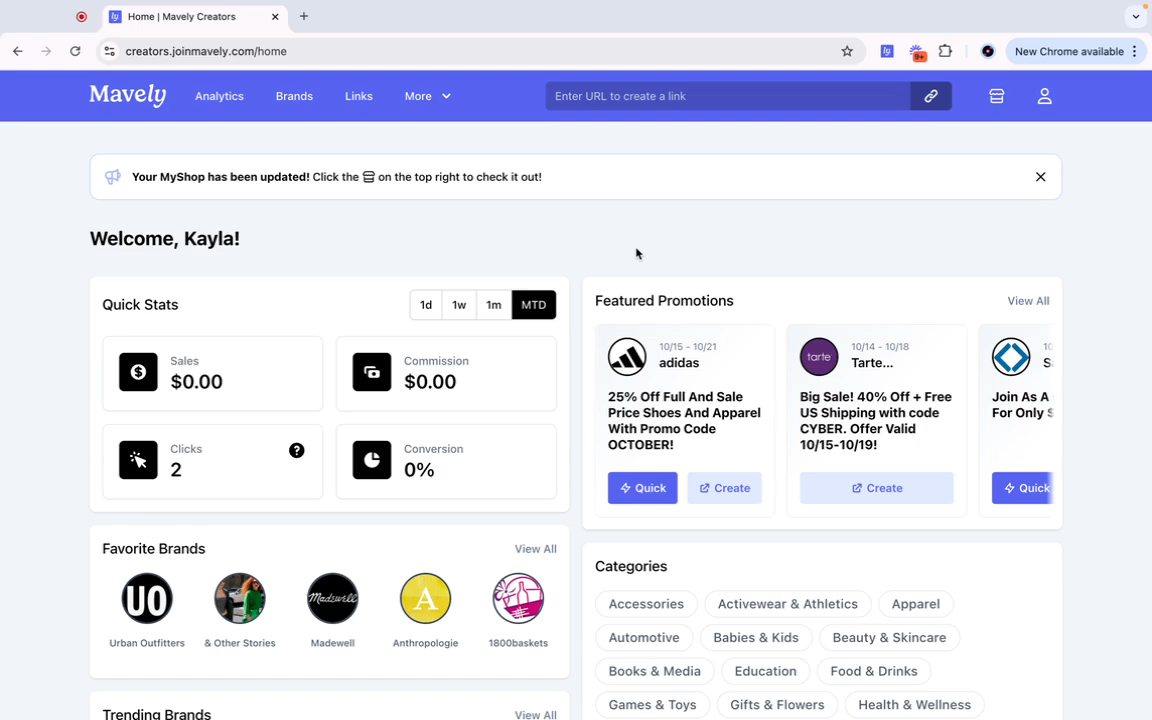 Home | Mavely Creators
creators.joinmavely.com/home
9+
New Chrome available
Mavely
Analytics
Brands
Links
More
Enter URL to create a link
Your MyShop has been updated! Click the on the top right to check it out!
Welcome, Kayla!
Quick Stats
1d
1w
1m
MTD
Sales
$0.00
Commission
$0.00
Clicks
2
?
Conversion
0%
Featured Promotions
View All
10/15 - 10/21
adidas
25% Off Full And Sale
Price Shoes And Apparel
With Promo Code
OCTOBER!
Quick
Create
tarte
10/14 - 10/18
Tarte...
Big Sale! 40% Off + Free
US Shipping with code
CYBER. Offer Valid
10/15-10/19!
Create
10
Join As A
For Only $
Quick
Favorite Brands
View All
UO
Urban Outfitters
& Other Stories
Madewell
Madewell
A
Anthropologie
1800baskets
Categories
Accessories
Activewear & Athletics
Apparel
Automotive
Babies & Kids
Beauty & Skincare
Books & Media
Education
Food & Drinks
Games & Toys
Gifts & Flowers
Health & Wellness
Trending Brands
View All